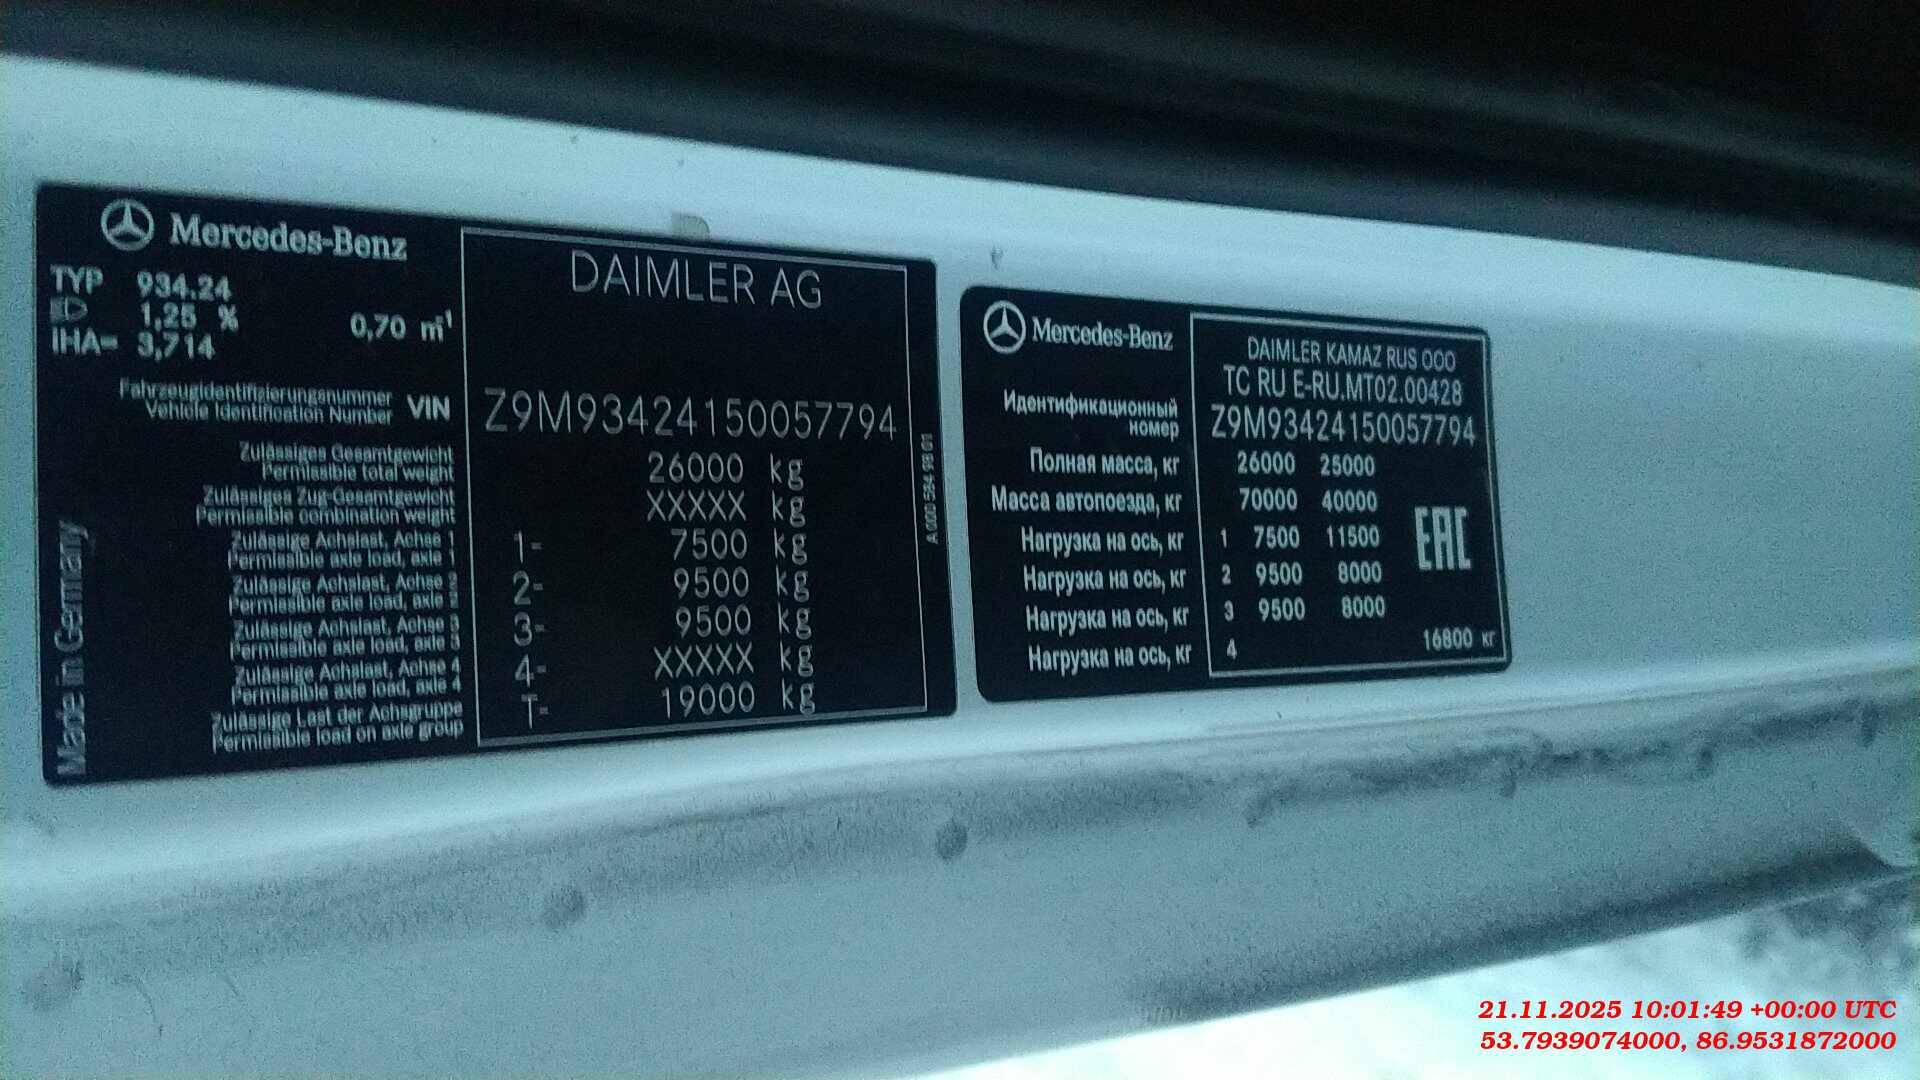 Mercedes-Benz
TYP 934.24
1,25 % 0,70 m⁻¹
IHA= 3,714
DAIMLER AG
Fahrzeugidentifizierungsnummer
Vehicle Identification Number VIN Z9M93424150057794
Zulässiges Gesamtgewicht
Permissible total weight 26000 kg
Zulässiges Zug-Gesamtgewicht
Permissible combination weight XXXXX kg
Zulässige Achslast, Achse 1
Permissible axle load, axle 1 1- 7500 kg
Zulässige Achslast, Achse 2
Permissible axle load, axle 2 2- 9500 kg
Zulässige Achslast, Achse 3
Permissible axle load, axle 3 3- 9500 kg
Zulässige Achslast, Achse 4
Permissible axle load, axle 4 4- XXXXX kg
Zulässige Last der Achsgruppe
Permissible load on axle group T- 19000 kg
Made in Germany
A 000 584 98 01
Mercedes-Benz
DAIMLER KAMAZ RUS OOO
TC RU E-RU.MT02.00428
Идентификационный
номер Z9M93424150057794
Полная масса, кг 26000 25000
Масса автопоезда, кг 70000 40000
Нагрузка на ось, кг 1 7500 11500
Нагрузка на ось, кг 2 9500 8000
Нагрузка на ось, кг 3 9500 8000
Нагрузка на ось, кг 4 16800 кг
EAC
21.11.2025 10:01:49 +00:00 UTC
53.7939074000, 86.9531872000